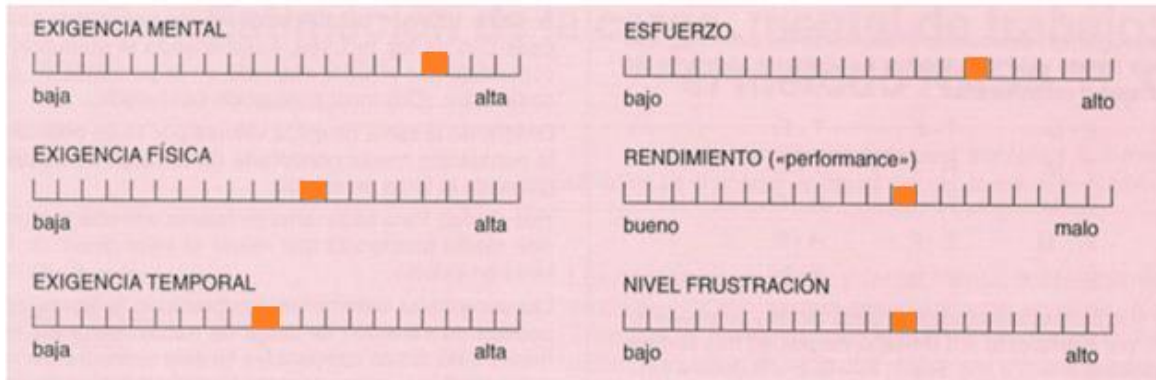 EXIGENCIA MENTAL
baja alta
EXIGENCIA FÍSICA
baja alta
EXIGENCIA TEMPORAL
baja alta
ESFUERZO
bajo alto
RENDIMIENTO («performance»)
bueno malo
NIVEL FRUSTRACIÓN
bajo alto